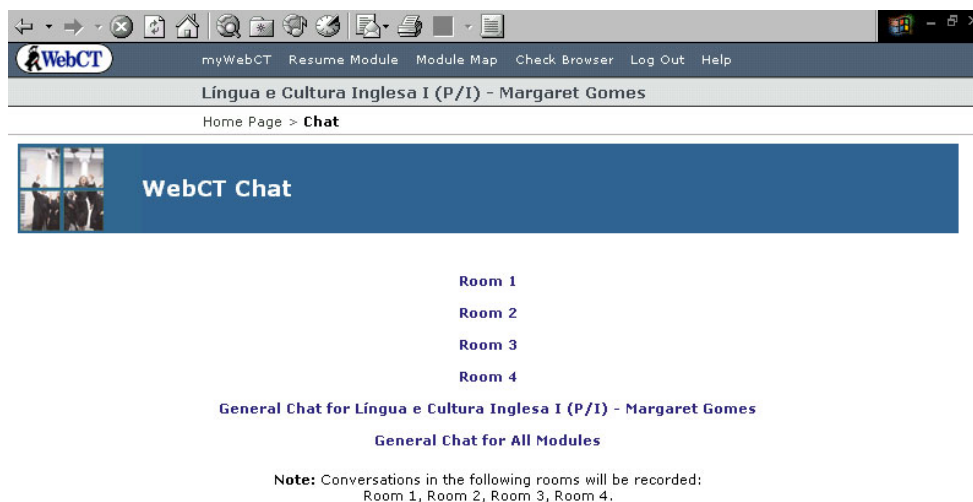 WebCT
myWebCT Resume Module Module Map Check Browser Log Out Help
Língua e Cultura Inglesa I (P/I) - Margaret Gomes
Home Page > Chat
WebCT Chat
Room 1
Room 2
Room 3
Room 4
General Chat for Língua e Cultura Inglesa I (P/I) - Margaret Gomes
General Chat for All Modules
Note: Conversations in the following rooms will be recorded:
Room 1, Room 2, Room 3, Room 4.